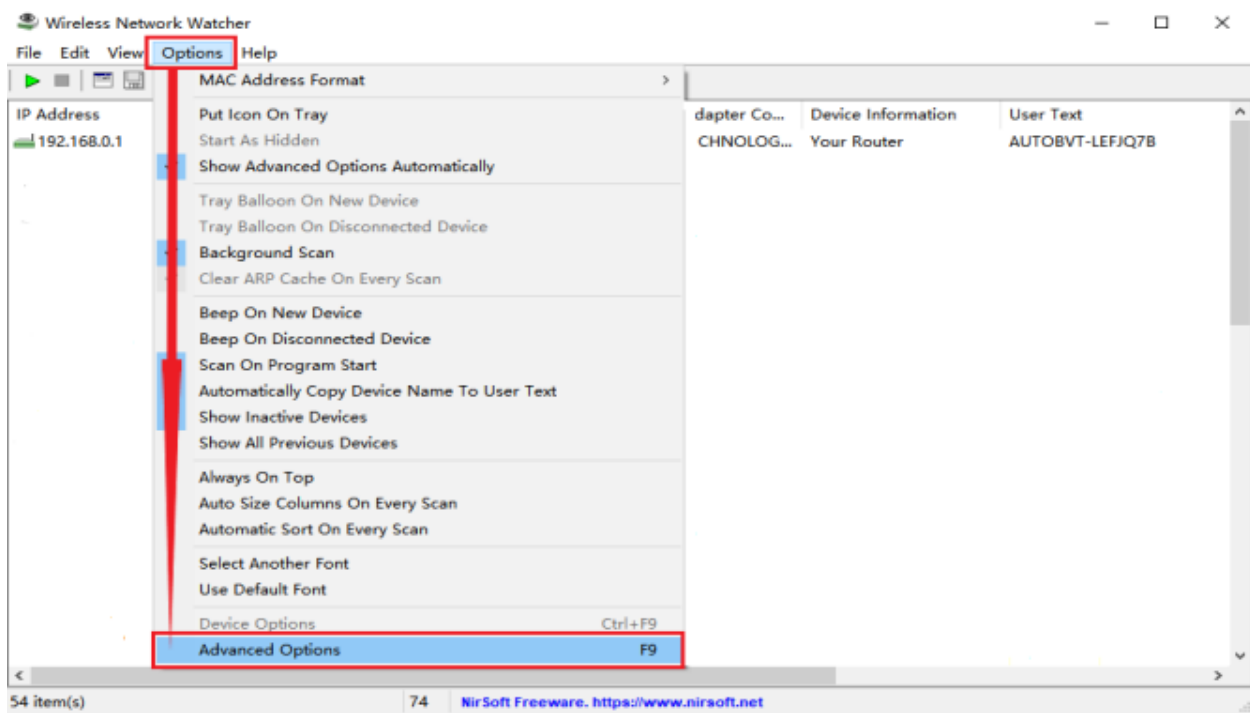 Wireless Network Watcher
File Edit View Options Help
MAC Address Format
IP Address dapter Co... Device Information User Text
Put Icon On Tray
192.168.0.1 CHNOLOG... Your Router AUTOBVT-LEFJQ7B
Start As Hidden
Show Advanced Options Automatically
Tray Balloon On New Device
Tray Balloon On Disconnected Device
Background Scan
Clear ARP Cache On Every Scan
Beep On New Device
Beep On Disconnected Device
Scan On Program Start
Automatically Copy Device Name To User Text
Show Inactive Devices
Show All Previous Devices
Always On Top
Auto Size Columns On Every Scan
Automatic Sort On Every Scan
Select Another Font
Use Default Font
Device Options Ctrl+F9
Advanced Options F9
54 item(s) 74 NirSoft Freeware. https://www.nirsoft.net